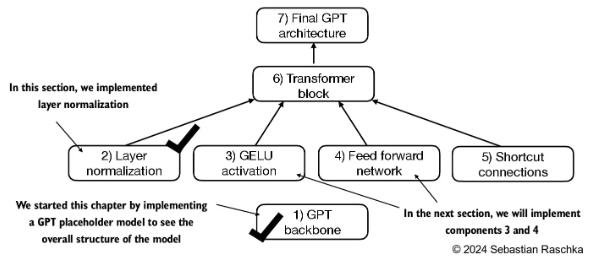 7) Final GPT
architecture
6) Transformer
block
In this section, we implemented
layer normalization
2) Layer
normalization
3) GELU
activation
4) Feed forward
network
5) Shortcut
connections
We started this chapter by implementing
a GPT placeholder model to see the
overall structure of the model
1) GPT
backbone
In the next section, we will implement
components 3 and 4
© 2024 Sebastian Raschka